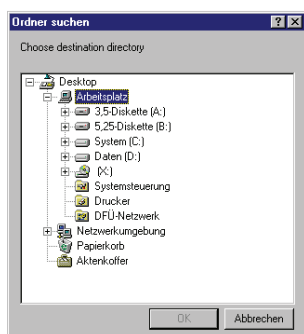 Ordner suchen
Choose destination directory
Desktop
Arbeitsplatz
3,5-Diskette (A:)
5,25-Diskette (B:)
System (C:)
Daten (D:)
(X:)
Systemsteuerung
Drucker
DFÜ-Netzwerk
Netzwerkumgebung
Papierkorb
Aktenkoffer
OK
Abbrechen